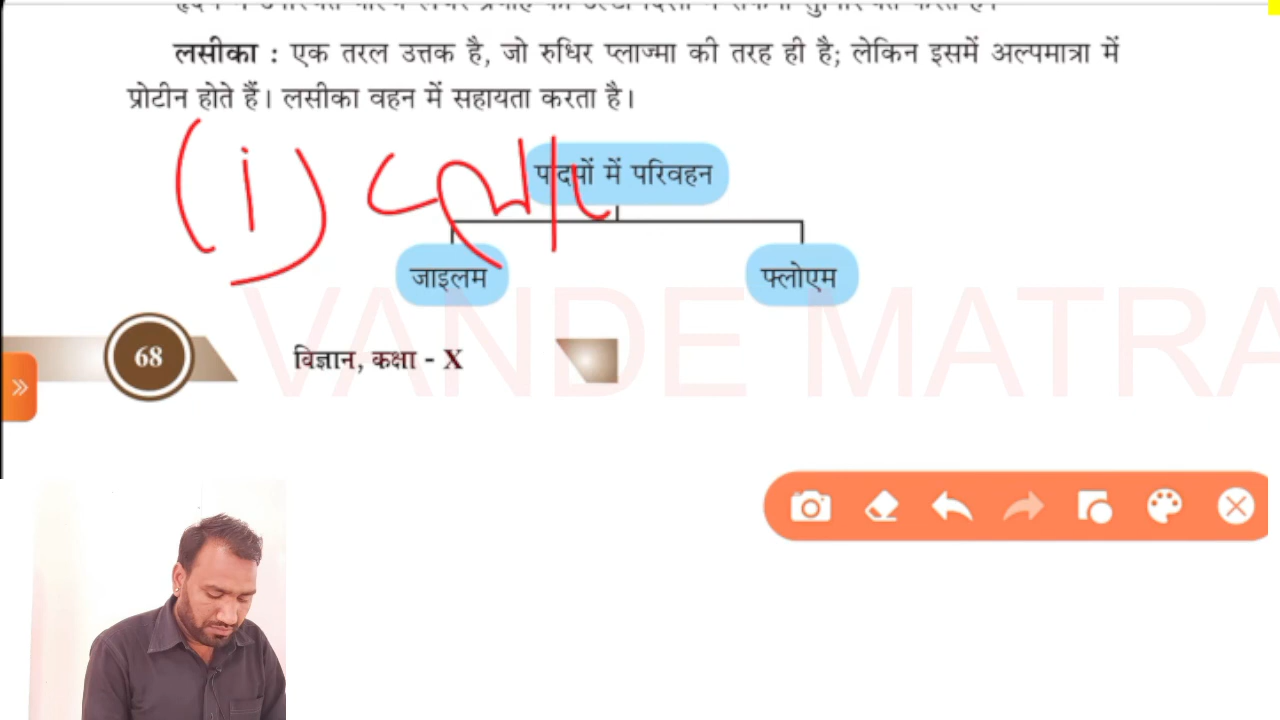 लसीका : एक तरल उत्तक है, जो रुधिर प्लाज्मा की तरह ही है; लेकिन इसमें अल्पमात्रा में
प्रोटीन होते हैं। लसीका वहन में सहायता करता है।
(i)
पादपों में परिवहन
जाइलम
फ्लोएम
68
विज्ञान, कक्षा - X
VANDE MATRA